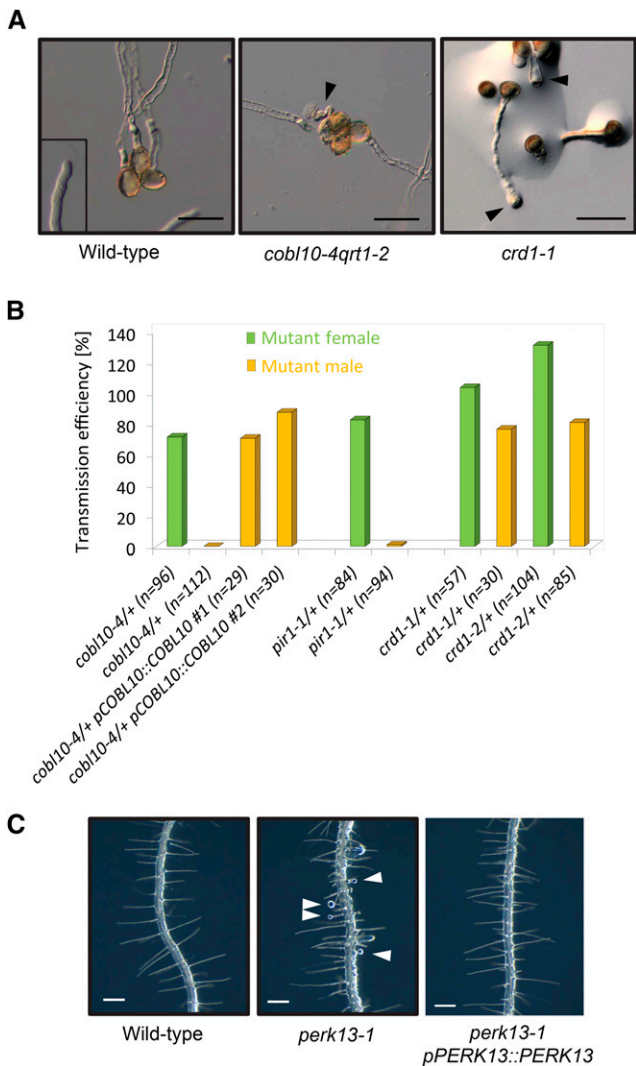 A
Wild-type
cobl10-4qrt1-2
crd1-1
B
Transmission efficiency [%]
140
120
100
80
60
40
20
0
Mutant female
Mutant male
cobl10-4/+ (n=96)
cobl10-4/+ (n=112)
cobl10-4/+ pCOBL10::COBL10 #1 (n=29)
cobl10-4/+ pCOBL10::COBL10 #2 (n=30)
pir1-1/+ (n=84)
pir1-1/+ (n=94)
crd1-1/+ (n=57)
crd1-1/+ (n=30)
crd1-2/+ (n=104)
crd1-2/+ (n=85)
C
Wild-type
perk13-1
perk13-1
pPERK13::PERK13